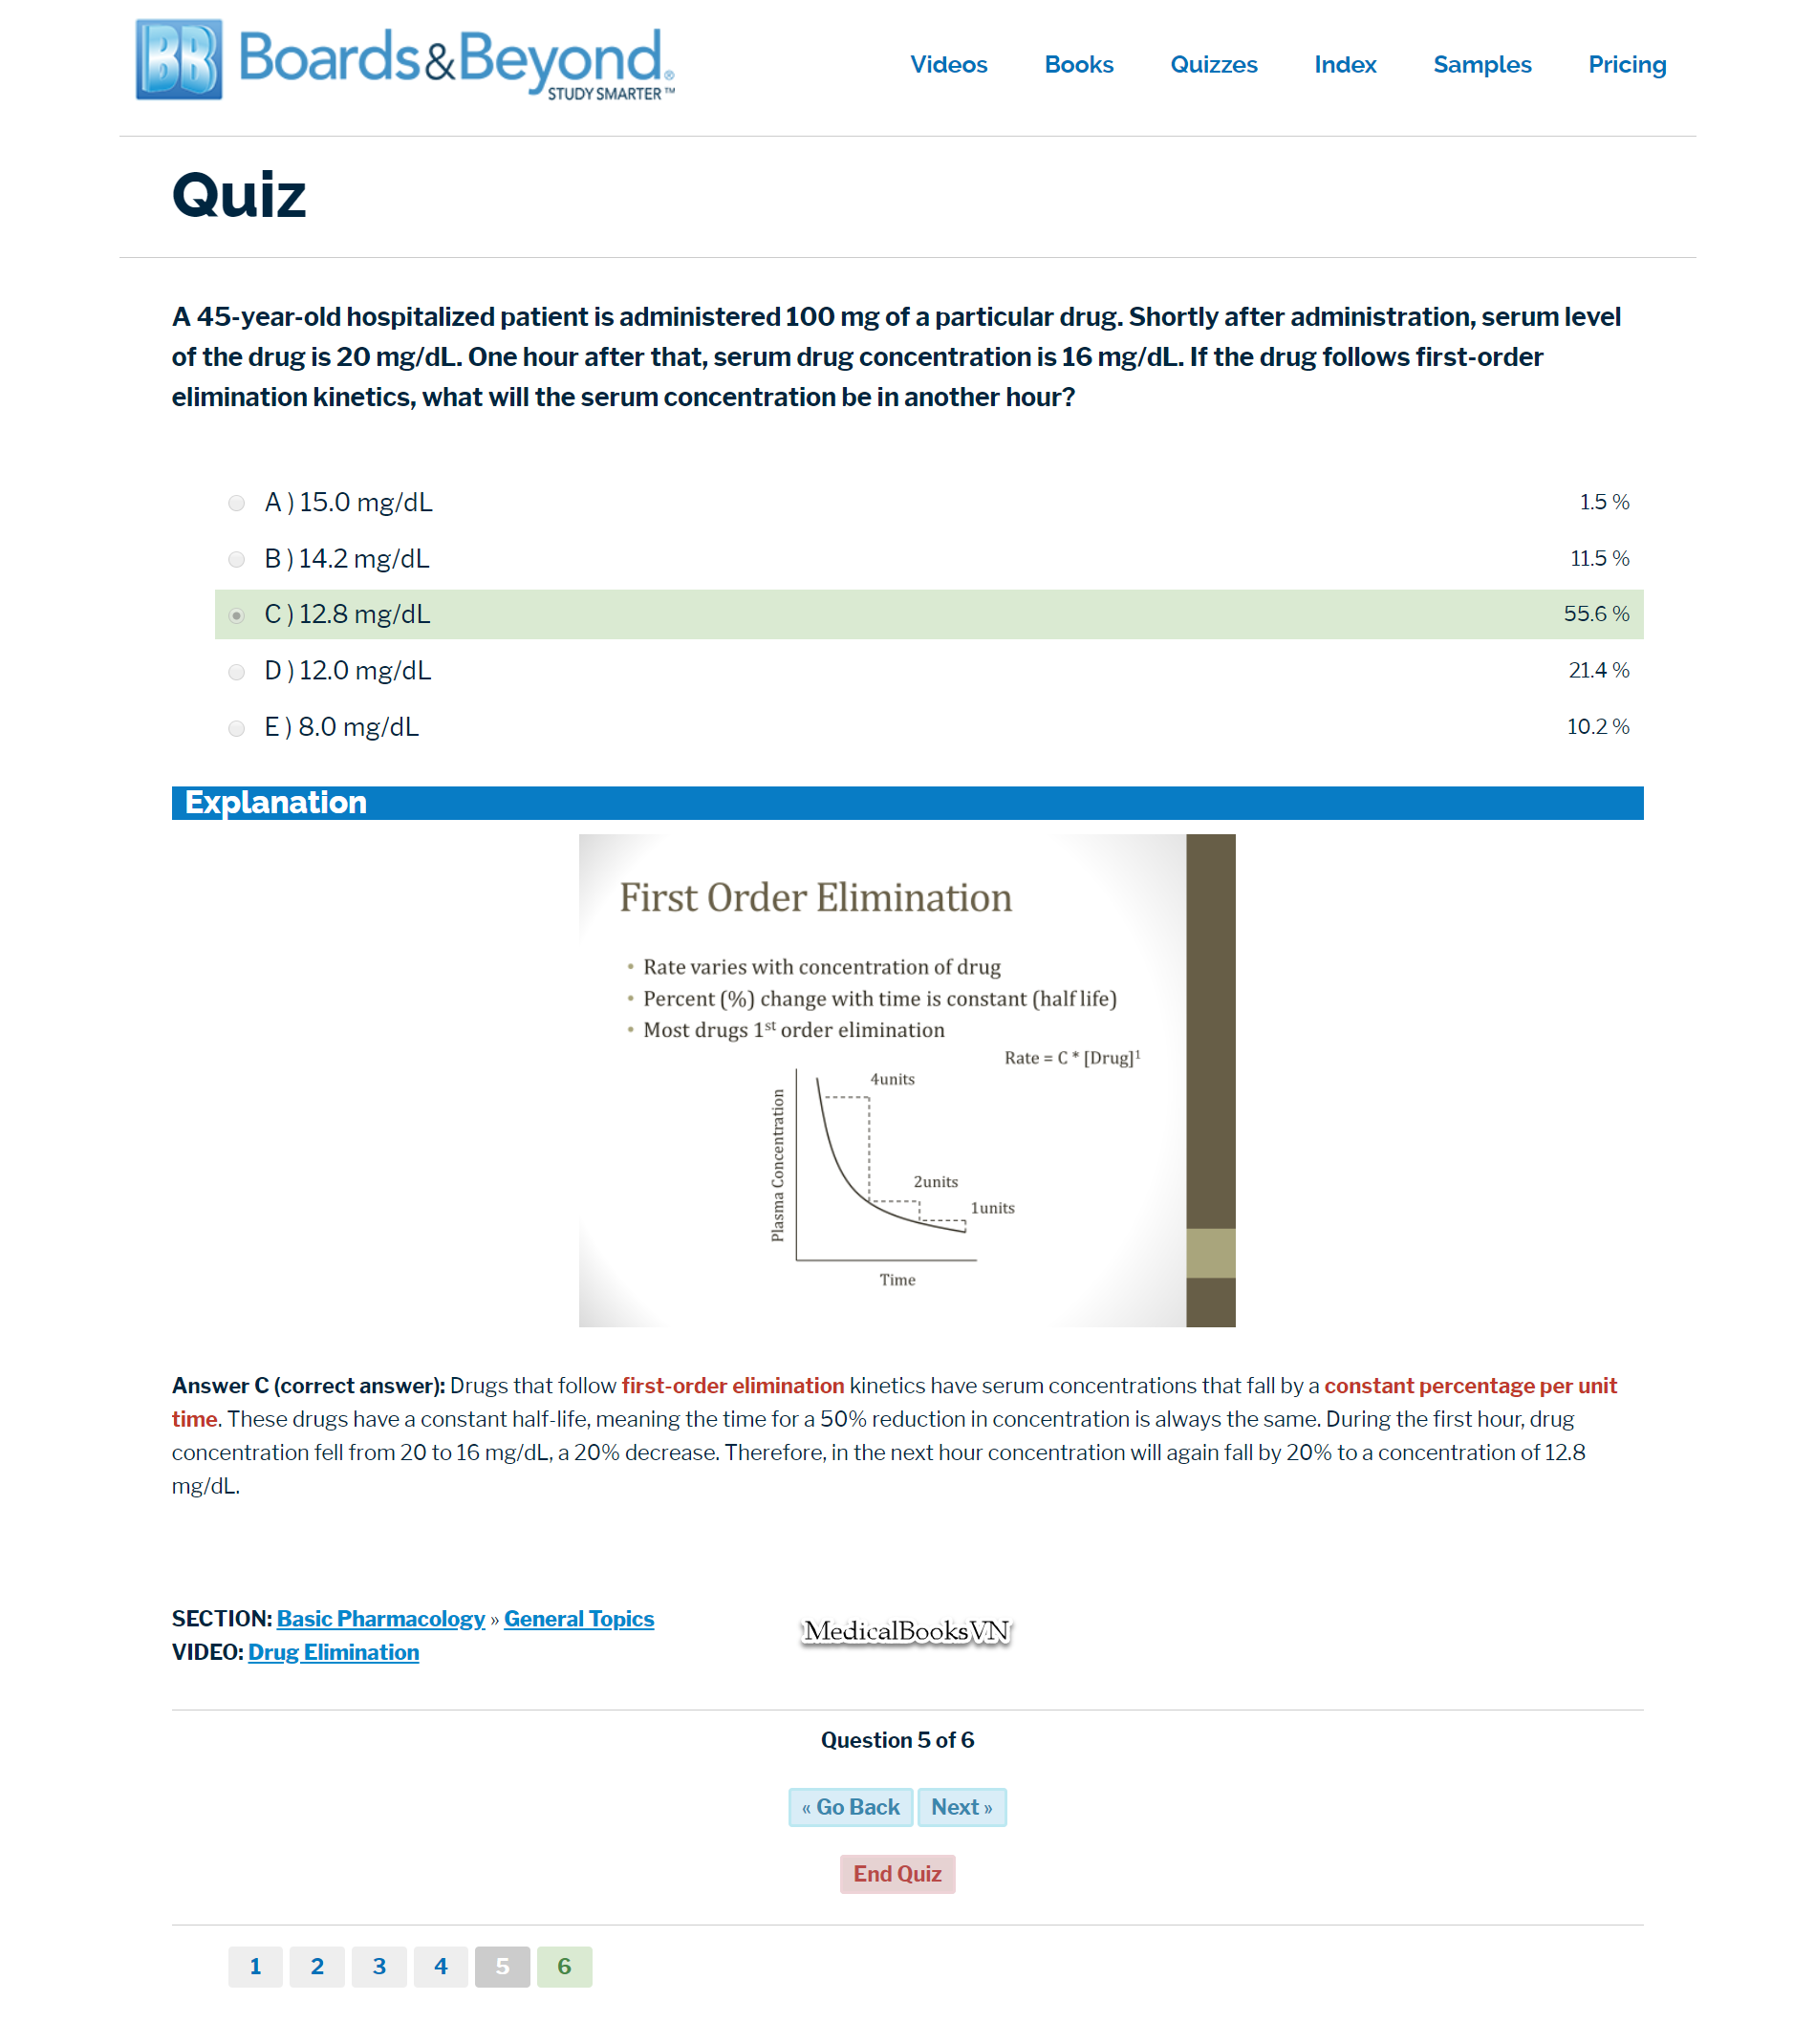 BB Boards&Beyond®
STUDY SMARTER™
Videos Books Quizzes Index Samples Pricing
Quiz
A 45-year-old hospitalized patient is administered 100 mg of a particular drug. Shortly after administration, serum level
of the drug is 20 mg/dL. One hour after that, serum drug concentration is 16 mg/dL. If the drug follows first-order
elimination kinetics, what will the serum concentration be in another hour?
A ) 15.0 mg/dL 1.5 %
B ) 14.2 mg/dL 11.5 %
C ) 12.8 mg/dL 55.6 %
D ) 12.0 mg/dL 21.4 %
E ) 8.0 mg/dL 10.2 %
Explanation
First Order Elimination
• Rate varies with concentration of drug
• Percent (%) change with time is constant (half life)
• Most drugs 1st order elimination
Rate = C * [Drug]¹
4units
Plasma Concentration
2units
1units
Time
Answer C (correct answer): Drugs that follow first-order elimination kinetics have serum concentrations that fall by a constant percentage per unit
time. These drugs have a constant half-life, meaning the time for a 50% reduction in concentration is always the same. During the first hour, drug
concentration fell from 20 to 16 mg/dL, a 20% decrease. Therefore, in the next hour concentration will again fall by 20% to a concentration of 12.8
mg/dL.
SECTION: Basic Pharmacology » General Topics
MedicalBooksVN
VIDEO: Drug Elimination
Question 5 of 6
« Go Back Next »
End Quiz
1 2 3 4 5 6